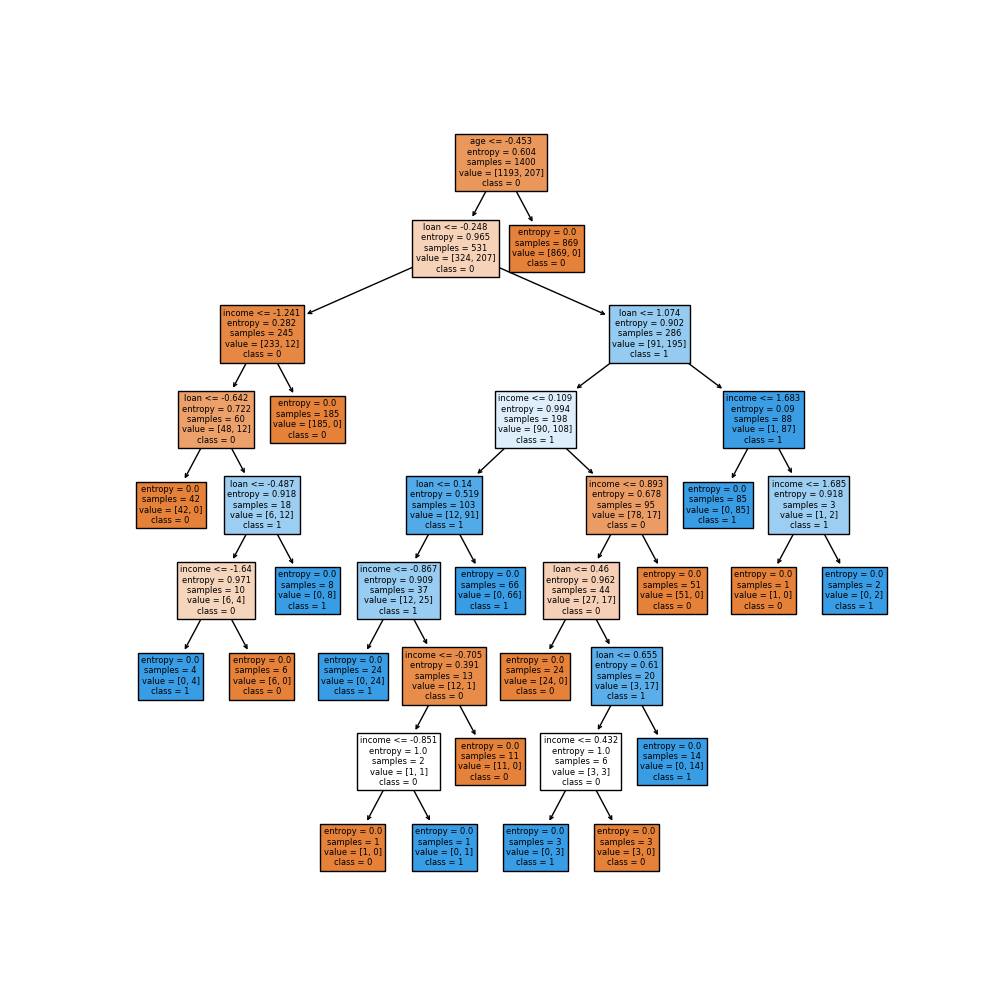 age <= -0.453
entropy = 0.604
samples = 1400
value = [1193, 207]
class = 0
loan <= -0.248
entropy = 0.965
samples = 531
value = [324, 207]
class = 0
entropy = 0.0
samples = 869
value = [869, 0]
class = 0
income <= -1.241
entropy = 0.282
samples = 245
value = [233, 12]
class = 0
loan <= 1.074
entropy = 0.902
samples = 286
value = [91, 195]
class = 1
loan <= -0.642
entropy = 0.722
samples = 60
value = [48, 12]
class = 0
entropy = 0.0
samples = 185
value = [185, 0]
class = 0
income <= 0.109
entropy = 0.994
samples = 198
value = [90, 108]
class = 1
income <= 1.683
entropy = 0.09
samples = 88
value = [1, 87]
class = 1
entropy = 0.0
samples = 42
value = [42, 0]
class = 0
loan <= -0.487
entropy = 0.918
samples = 18
value = [6, 12]
class = 1
loan <= 0.14
entropy = 0.519
samples = 103
value = [12, 91]
class = 1
income <= 0.893
entropy = 0.678
samples = 95
value = [78, 17]
class = 0
entropy = 0.0
samples = 85
value = [0, 85]
class = 1
income <= 1.685
entropy = 0.918
samples = 3
value = [1, 2]
class = 1
income <= -1.64
entropy = 0.971
samples = 10
value = [6, 4]
class = 0
entropy = 0.0
samples = 8
value = [0, 8]
class = 1
income <= -0.867
entropy = 0.909
samples = 37
value = [12, 25]
class = 1
entropy = 0.0
samples = 66
value = [0, 66]
class = 1
loan <= 0.46
entropy = 0.962
samples = 44
value = [27, 17]
class = 0
entropy = 0.0
samples = 51
value = [51, 0]
class = 0
entropy = 0.0
samples = 1
value = [1, 0]
class = 0
entropy = 0.0
samples = 2
value = [0, 2]
class = 1
entropy = 0.0
samples = 4
value = [0, 4]
class = 1
entropy = 0.0
samples = 6
value = [6, 0]
class = 0
entropy = 0.0
samples = 24
value = [0, 24]
class = 1
income <= -0.705
entropy = 0.391
samples = 13
value = [12, 1]
class = 0
entropy = 0.0
samples = 24
value = [24, 0]
class = 0
loan <= 0.655
entropy = 0.61
samples = 20
value = [3, 17]
class = 1
income <= -0.851
entropy = 1.0
samples = 2
value = [1, 1]
class = 0
entropy = 0.0
samples = 11
value = [11, 0]
class = 0
income <= 0.432
entropy = 1.0
samples = 6
value = [3, 3]
class = 0
entropy = 0.0
samples = 14
value = [0, 14]
class = 1
entropy = 0.0
samples = 1
value = [1, 0]
class = 0
entropy = 0.0
samples = 1
value = [0, 1]
class = 1
entropy = 0.0
samples = 3
value = [0, 3]
class = 1
entropy = 0.0
samples = 3
value = [3, 0]
class = 0